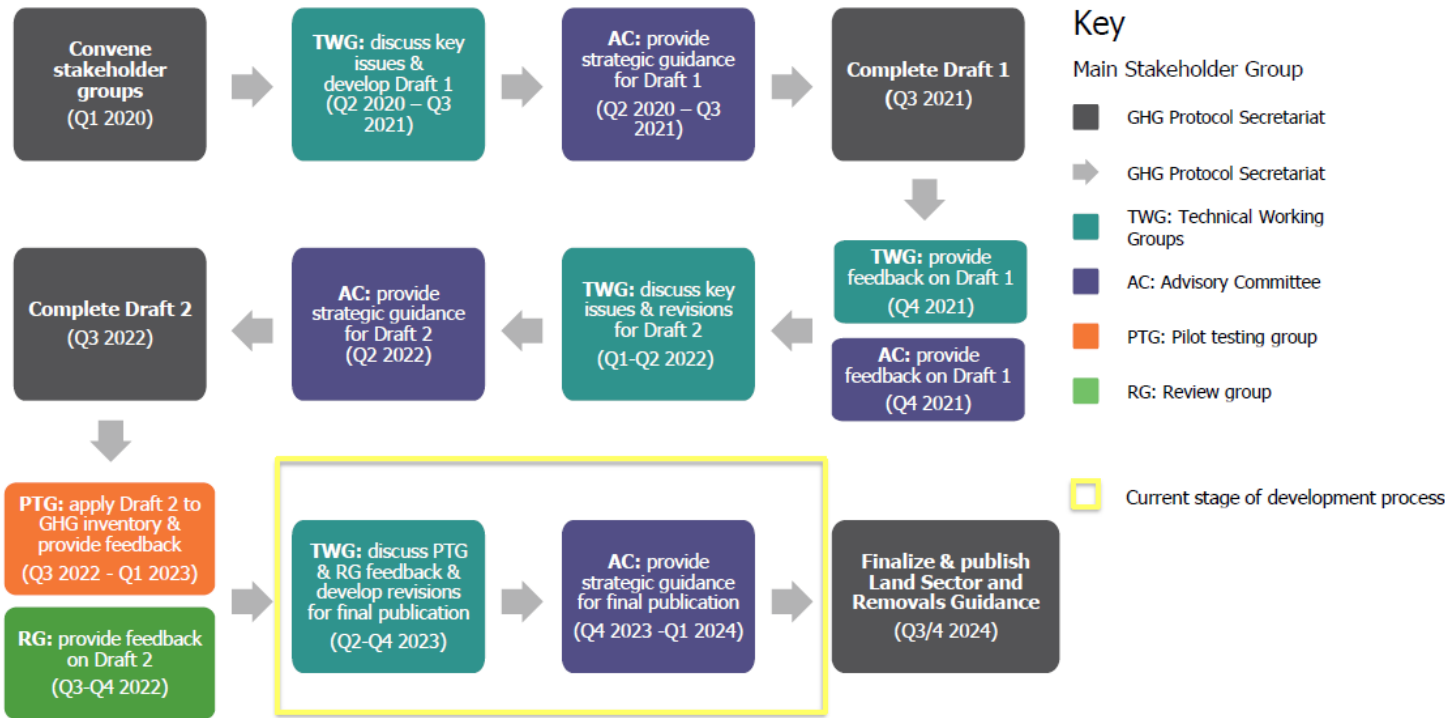 Convene
stakeholder
groups
(Q1 2020)
TWG: discuss key
issues &
develop Draft 1
(Q2 2020 – Q3
2021)
AC: provide
strategic guidance
for Draft 1
(Q2 2020 – Q3
2021)
Complete Draft 1
(Q3 2021)
TWG: provide
feedback on Draft 1
(Q4 2021)
AC: provide
feedback on Draft 1
(Q4 2021)
TWG: discuss key
issues & revisions
for Draft 2
(Q1-Q2 2022)
AC: provide
strategic guidance
for Draft 2
(Q2 2022)
Complete Draft 2
(Q3 2022)
PTG: apply Draft 2 to
GHG inventory &
provide feedback
(Q3 2022 - Q1 2023)
RG: provide feedback
on Draft 2
(Q3-Q4 2022)
TWG: discuss PTG
& RG feedback &
develop revisions
for final publication
(Q2-Q4 2023)
AC: provide
strategic guidance
for final publication
(Q4 2023 -Q1 2024)
Finalize & publish
Land Sector and
Removals Guidance
(Q3/4 2024)
Key
Main Stakeholder Group
GHG Protocol Secretariat
GHG Protocol Secretariat
TWG: Technical Working
Groups
AC: Advisory Committee
PTG: Pilot testing group
RG: Review group
Current stage of development process